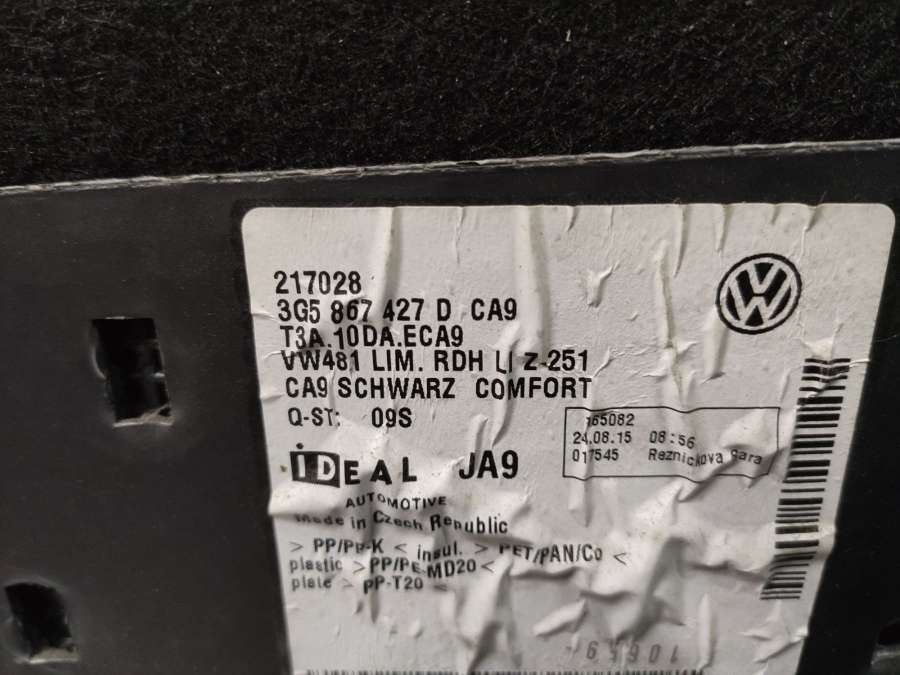 217028
3G5 867 427 D CA9
T3A.10DA.ECA9
VW481 LIM. RDH LI Z-251
CA9 SCHWARZ COMFORT
Q-ST: 09S
165082
24.08.15 08:56
017545 Reznickova Sara
IDEAL JA9
AUTOMOTIVE
Made in Czech Republic
> PP/PP-K < insul. > PET/PAN/Co <
plastic > PP/PE-MD20 <
plate > PP-T20 <